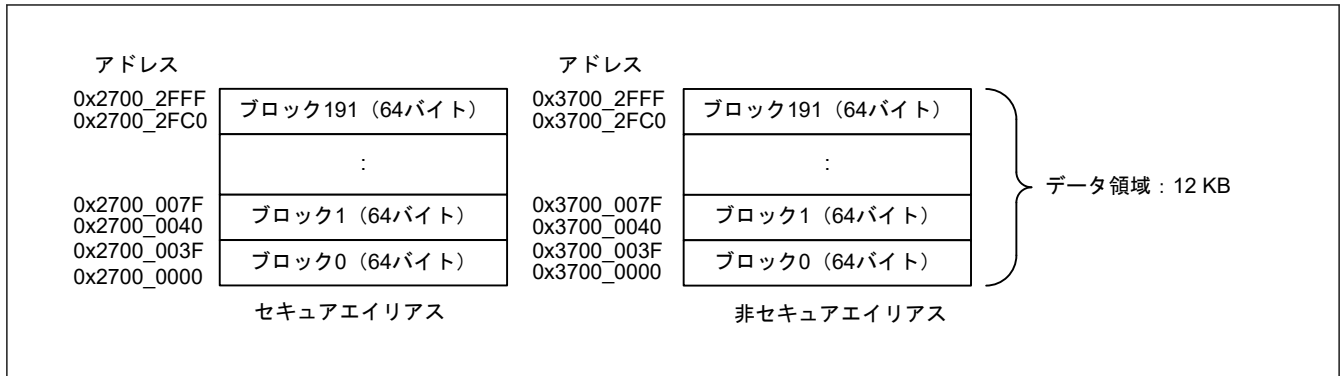 アドレス
0x2700_2FFF
0x2700_2FC0
ブロック191（64バイト）
:
0x2700_007F
0x2700_0040
ブロック1（64バイト）
0x2700_003F
0x2700_0000
ブロック0（64バイト）
セキュアエイリアス
アドレス
0x3700_2FFF
0x3700_2FC0
ブロック191（64バイト）
:
0x3700_007F
0x3700_0040
ブロック1（64バイト）
0x3700_003F
0x3700_0000
ブロック0（64バイト）
非セキュアエイリアス
データ領域：12 KB